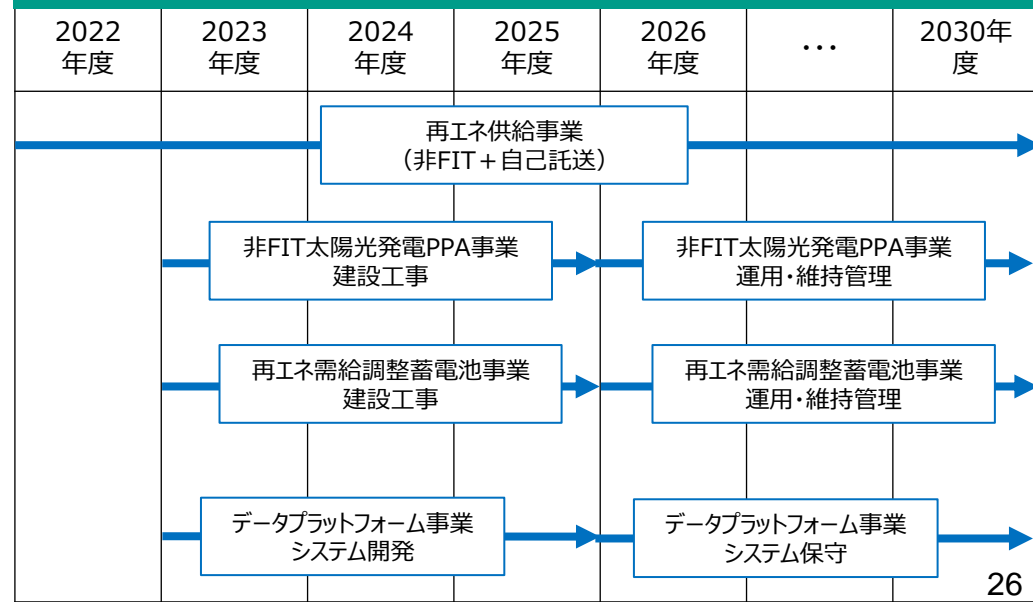 2022
年度
2023
年度
2024
年度
2025
年度
2026
年度
…
2030年
度
再エネ供給事業
（非FIT＋自己託送）
非FIT太陽光発電PPA事業
建設工事
非FIT太陽光発電PPA事業
運用・維持管理
再エネ需給調整蓄電池事業
建設工事
再エネ需給調整蓄電池事業
運用・維持管理
データプラットフォーム事業
システム開発
データプラットフォーム事業
システム保守
26